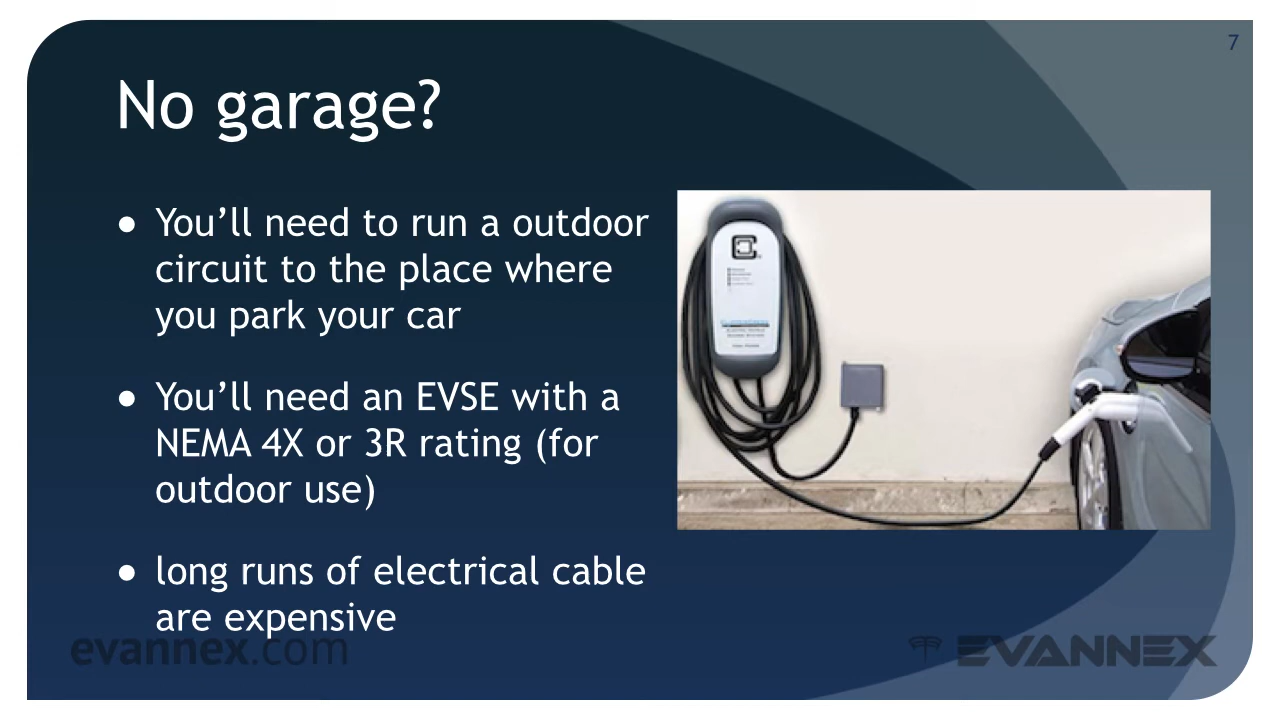 7
No garage?
● You’ll need to run a outdoor
circuit to the place where
you park your car
● You’ll need an EVSE with a
NEMA 4X or 3R rating (for
outdoor use)
● long runs of electrical cable
are expensive
evannex.com
EVANNEX